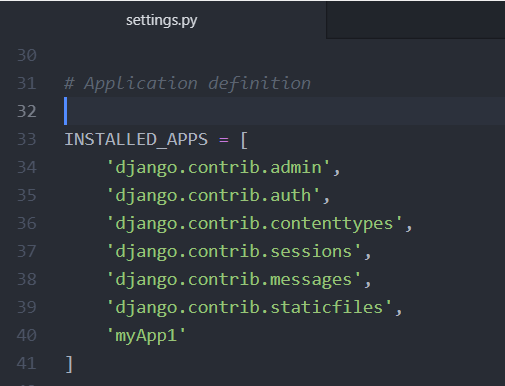 settings.py
30
31 # Application definition
32
33 INSTALLED_APPS = [
34     'django.contrib.admin',
35     'django.contrib.auth',
36     'django.contrib.contenttypes',
37     'django.contrib.sessions',
38     'django.contrib.messages',
39     'django.contrib.staticfiles',
40     'myApp1'
41 ]